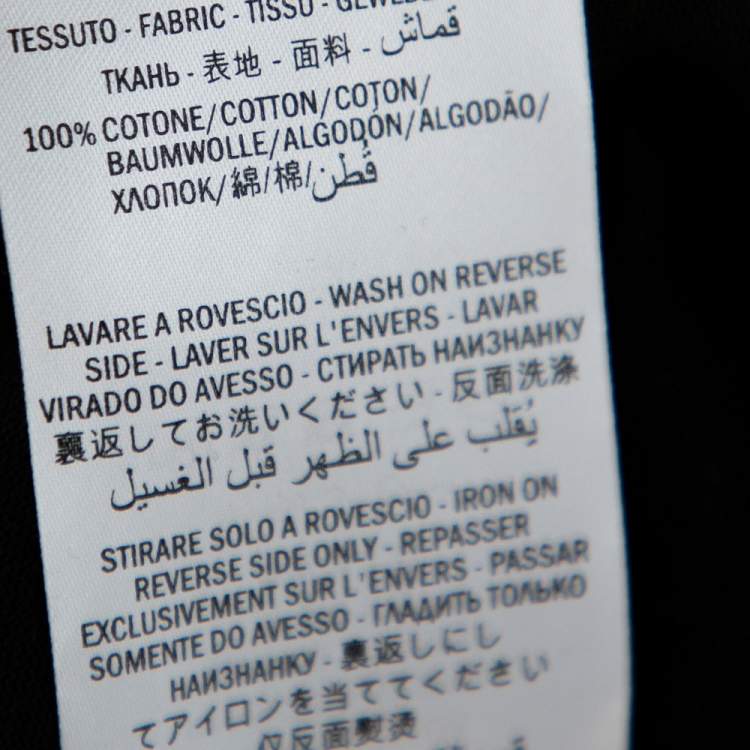 TESSUTO - FABRIC - TISSU -
ТКАНЬ - 表地 - 面料 - قماش
100% COTONE/COTTON/COTON/
BAUMWOLLE/ALGODÓN/ALGODÃO/
ХЛОПОК/綿/棉/قُطن
LAVARE A ROVESCIO - WASH ON REVERSE
SIDE - LAVER SUR L'ENVERS - LAVAR
VIRADO DO AVESSO - СТИРАТЬ НАИЗНАНКУ
裏返してお洗いください - 反面洗涤
يُقلب على الظهر قبل الغسيل
STIRARE SOLO A ROVESCIO - IRON ON
REVERSE SIDE ONLY - REPASSER
EXCLUSIVEMENT SUR L'ENVERS - PASSAR
SOMENTE DO AVESSO - ГЛАДИТЬ ТОЛЬКО
НАИЗНАНКУ - 裏返しにし
てアイロンを当ててください
仅反面熨烫